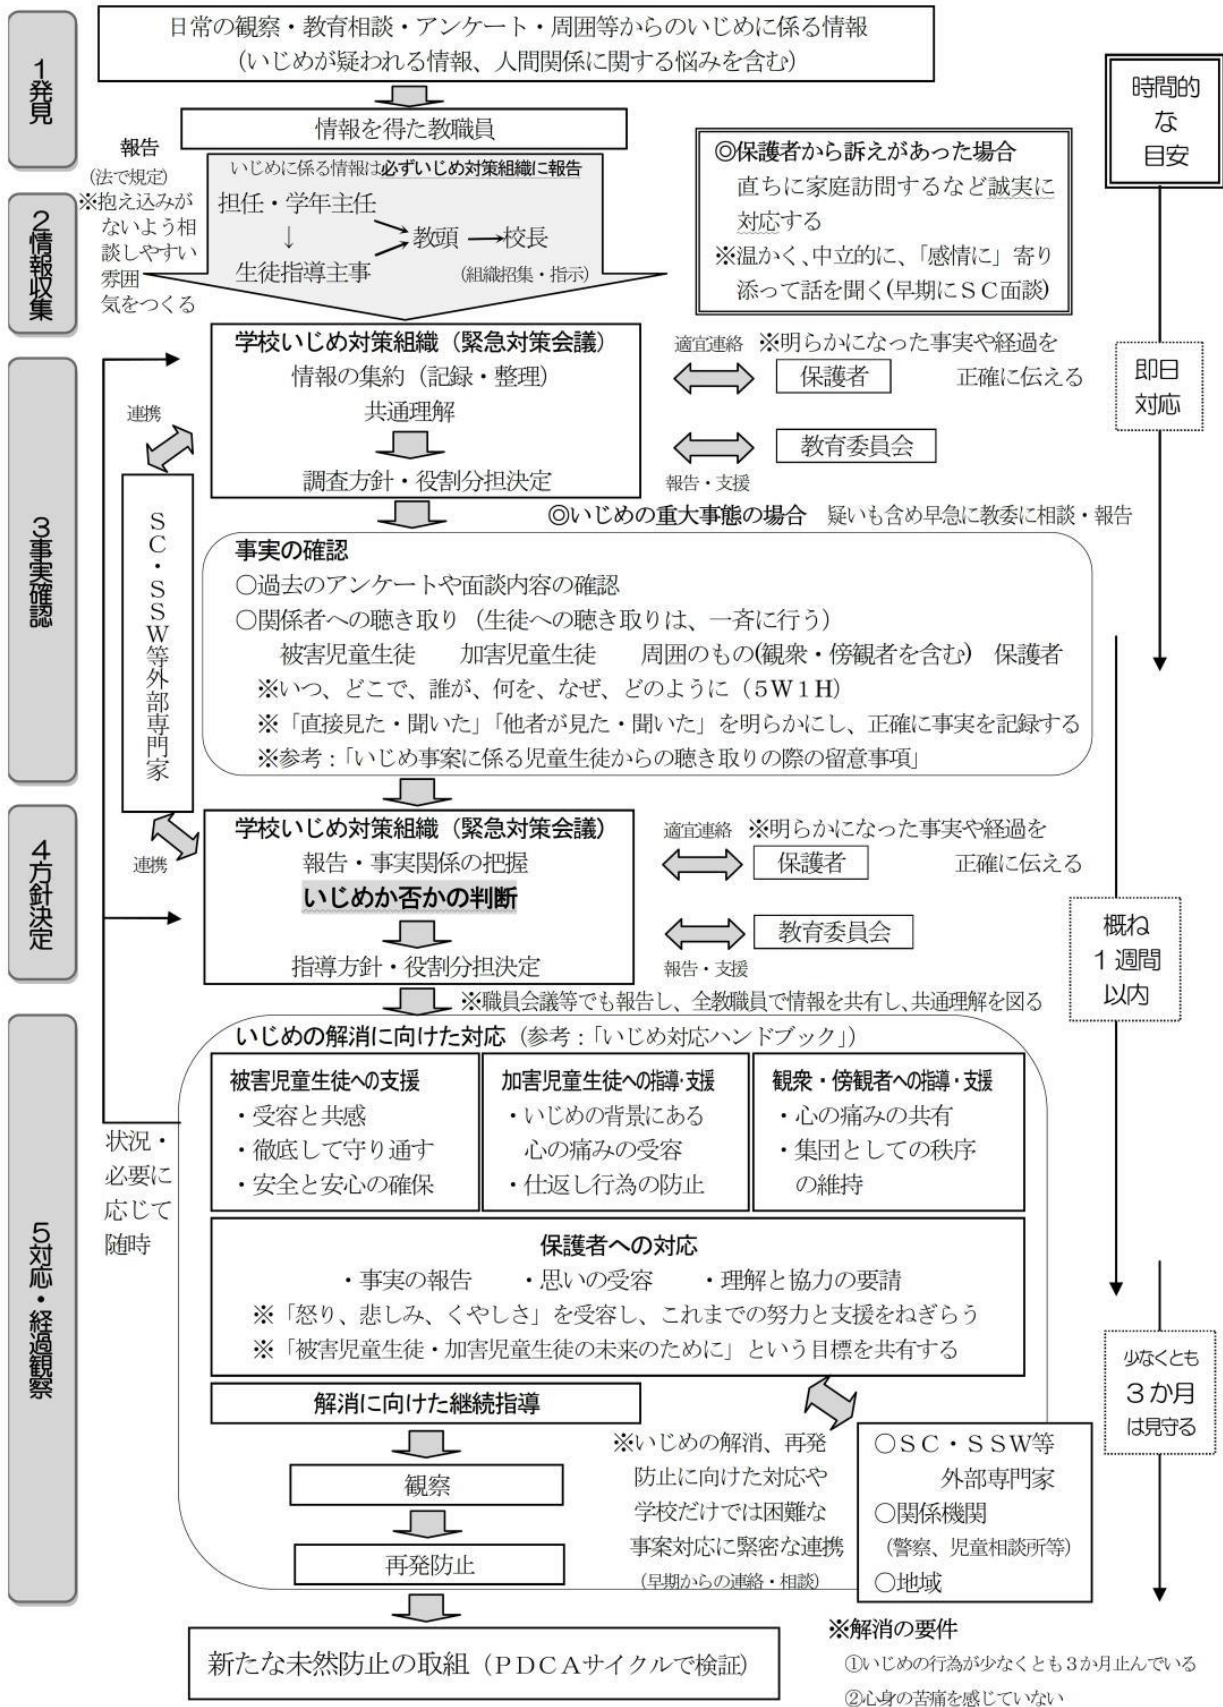 1発見
日常の観察・教育相談・アンケート・周囲等からのいじめに係る情報
(いじめが疑われる情報、人間関係に関する悩みを含む)
情報を得た教職員
時間的
な
目安
報告
(法で規定)
※抱え込みが
ないよう相
談しやすい
雰囲
気をつくる
いじめに係る情報は必ずいじめ対策組織に報告
担任・学年主任
↓
教頭→校長
生徒指導主事
(組織招集・指示)
◎保護者から訴えがあった場合
直ちに家庭訪問するなど誠実に
対応する
※温かく、中立的に、「感情に」寄り
添って話を聞く(早期にＳＣ面談)
2情報収集
即日
対応
3事実確認
学校いじめ対策組織（緊急対策会議）
情報の集約（記録・整理）
共通理解
調査方針・役割分担決定
適宜連絡
※明らかになった事実や経過を
正確に伝える
保護者
教育委員会
報告・支援
連携
ＳＣ・ＳＳＷ等外部専門家
連携
◎いじめの重大事態の場合　疑いも含め早急に教委に相談・報告
事実の確認
○過去のアンケートや面談内容の確認
○関係者への聴き取り（生徒への聴き取りは、一斉に行う）
被害児童生徒　加害児童生徒　周囲のもの(観衆・傍観者を含む)　保護者
※いつ、どこで、誰が、何を、なぜ、どのように（５Ｗ１Ｈ）
※「直接見た・聞いた」「他者が見た・聞いた」を明らかにし、正確に事実を記録する
※参考：「いじめ事案に係る児童生徒からの聴き取りの際の留意事項」
4方針決定
学校いじめ対策組織（緊急対策会議）
報告・事実関係の把握
いじめか否かの判断
指導方針・役割分担決定
適宜連絡
※明らかになった事実や経過を
正確に伝える
保護者
教育委員会
報告・支援
概ね
１週間
以内
※職員会議等でも報告し、全教職員で情報を共有し、共通理解を図る
5対応・経過観察
状況・
必要に
応じて
随時
いじめの解消に向けた対応（参考：「いじめ対応ハンドブック」）
被害児童生徒への支援
・受容と共感
・徹底して守り通す
・安全と安心の確保
加害児童生徒への指導・支援
・いじめの背景にある
心の痛みの受容
・仕返し行為の防止
観衆・傍観者への指導・支援
・心の痛みの共有
・集団としての秩序
の維持
保護者への対応
・事実の報告　・思いの受容　・理解と協力の要請
※「怒り、悲しみ、くやしさ」を受容し、これまでの努力と支援をねぎらう
※「被害児童生徒・加害児童生徒の未来のために」という目標を共有する
少なくとも
３か月
は見守る
解消に向けた継続指導
観察
再発防止
※いじめの解消、再発
防止に向けた対応や
学校だけでは困難な
事案対応に緊密な連携
(早期からの連絡・相談)
○ＳＣ・ＳＳＷ等
外部専門家
○関係機関
(警察、児童相談所等)
○地域
新たな未然防止の取組（ＰＤＣＡサイクルで検証）
※解消の要件
①いじめの行為が少なくとも３か月止んでいる
②心身の苦痛を感じていない